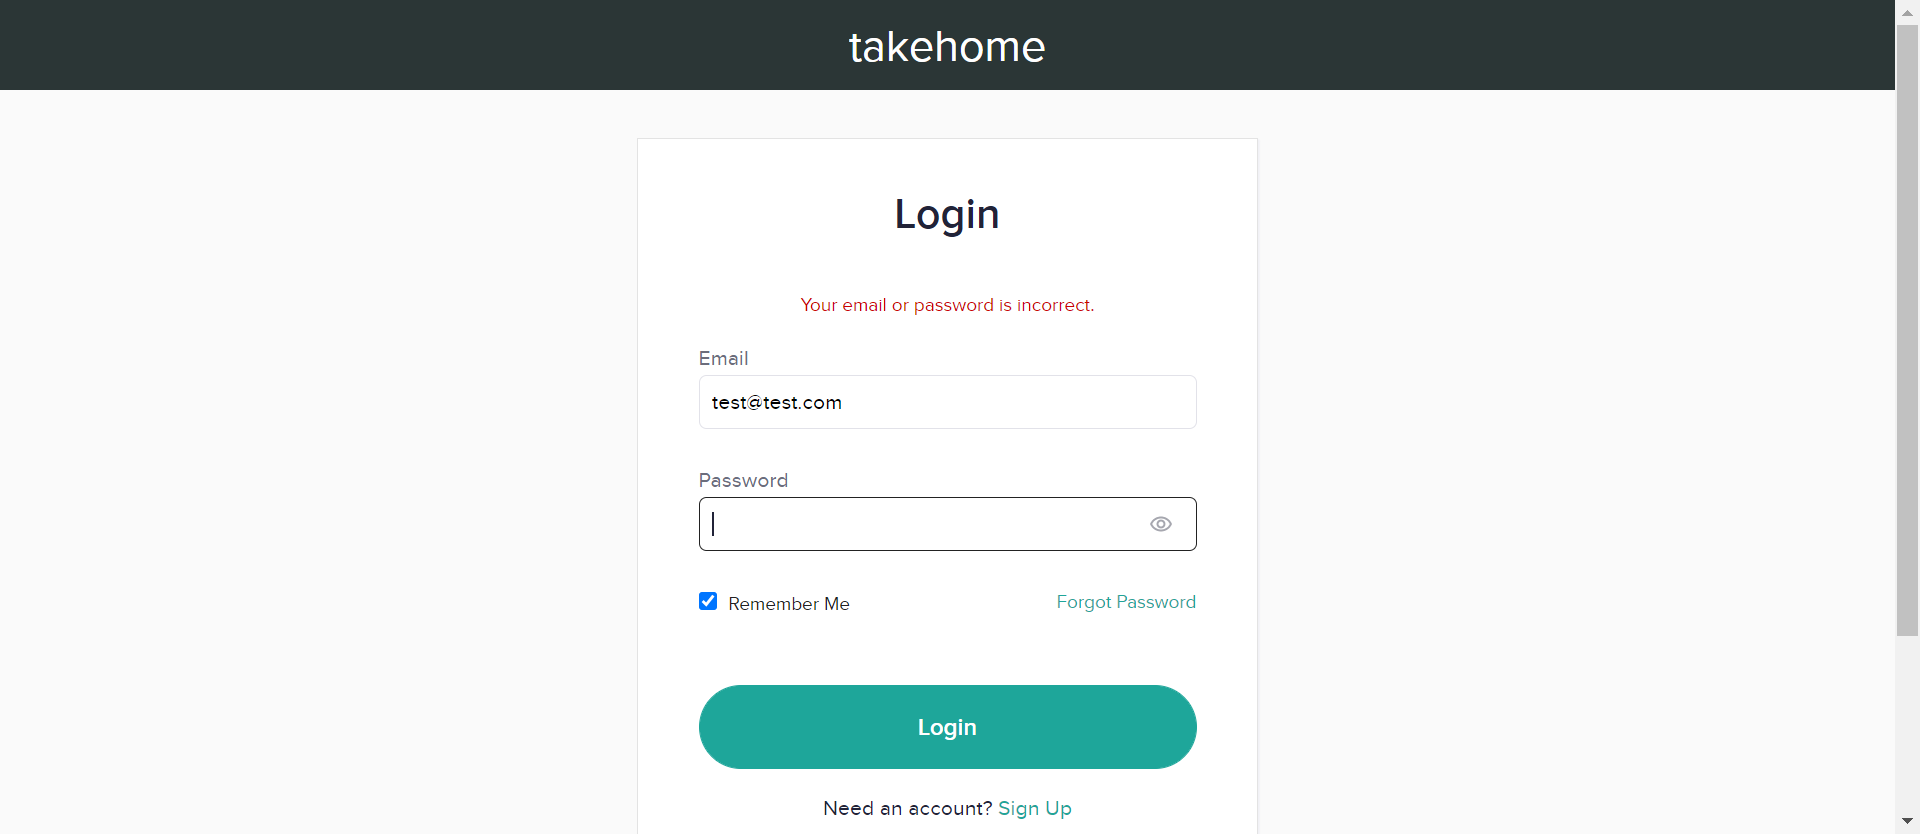 takehome
Login
Your email or password is incorrect.
Email
test@test.com
Password
Remember Me
Forgot Password
Login
Need an account? Sign Up